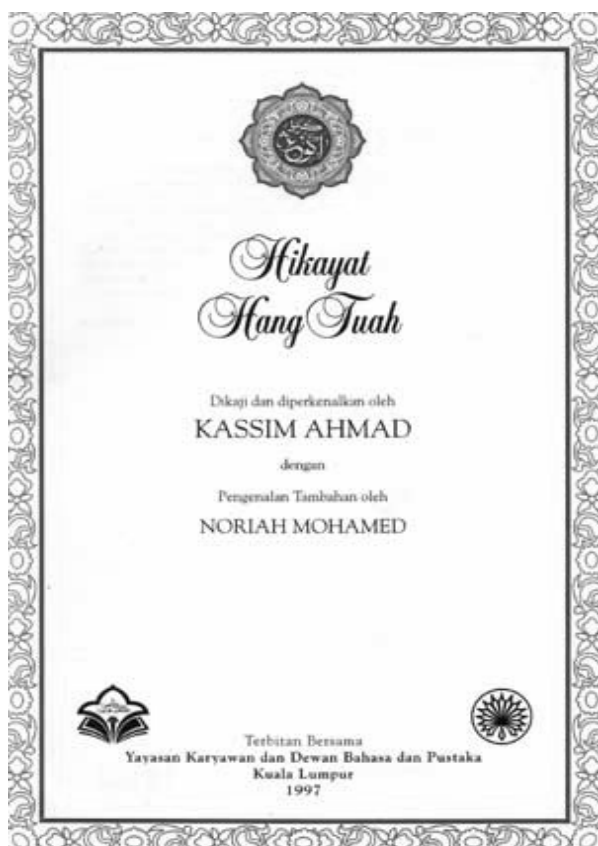 Hikayat
Hang Tuah
Dikaji dan diperkenalkan oleh
KASSIM AHMAD
dengan
Pengenalan Tambahan oleh
NORIAH MOHAMED
Terbitan Bersama
Yayasan Karyawan dan Dewan Bahasa dan Pustaka
Kuala Lumpur
1997